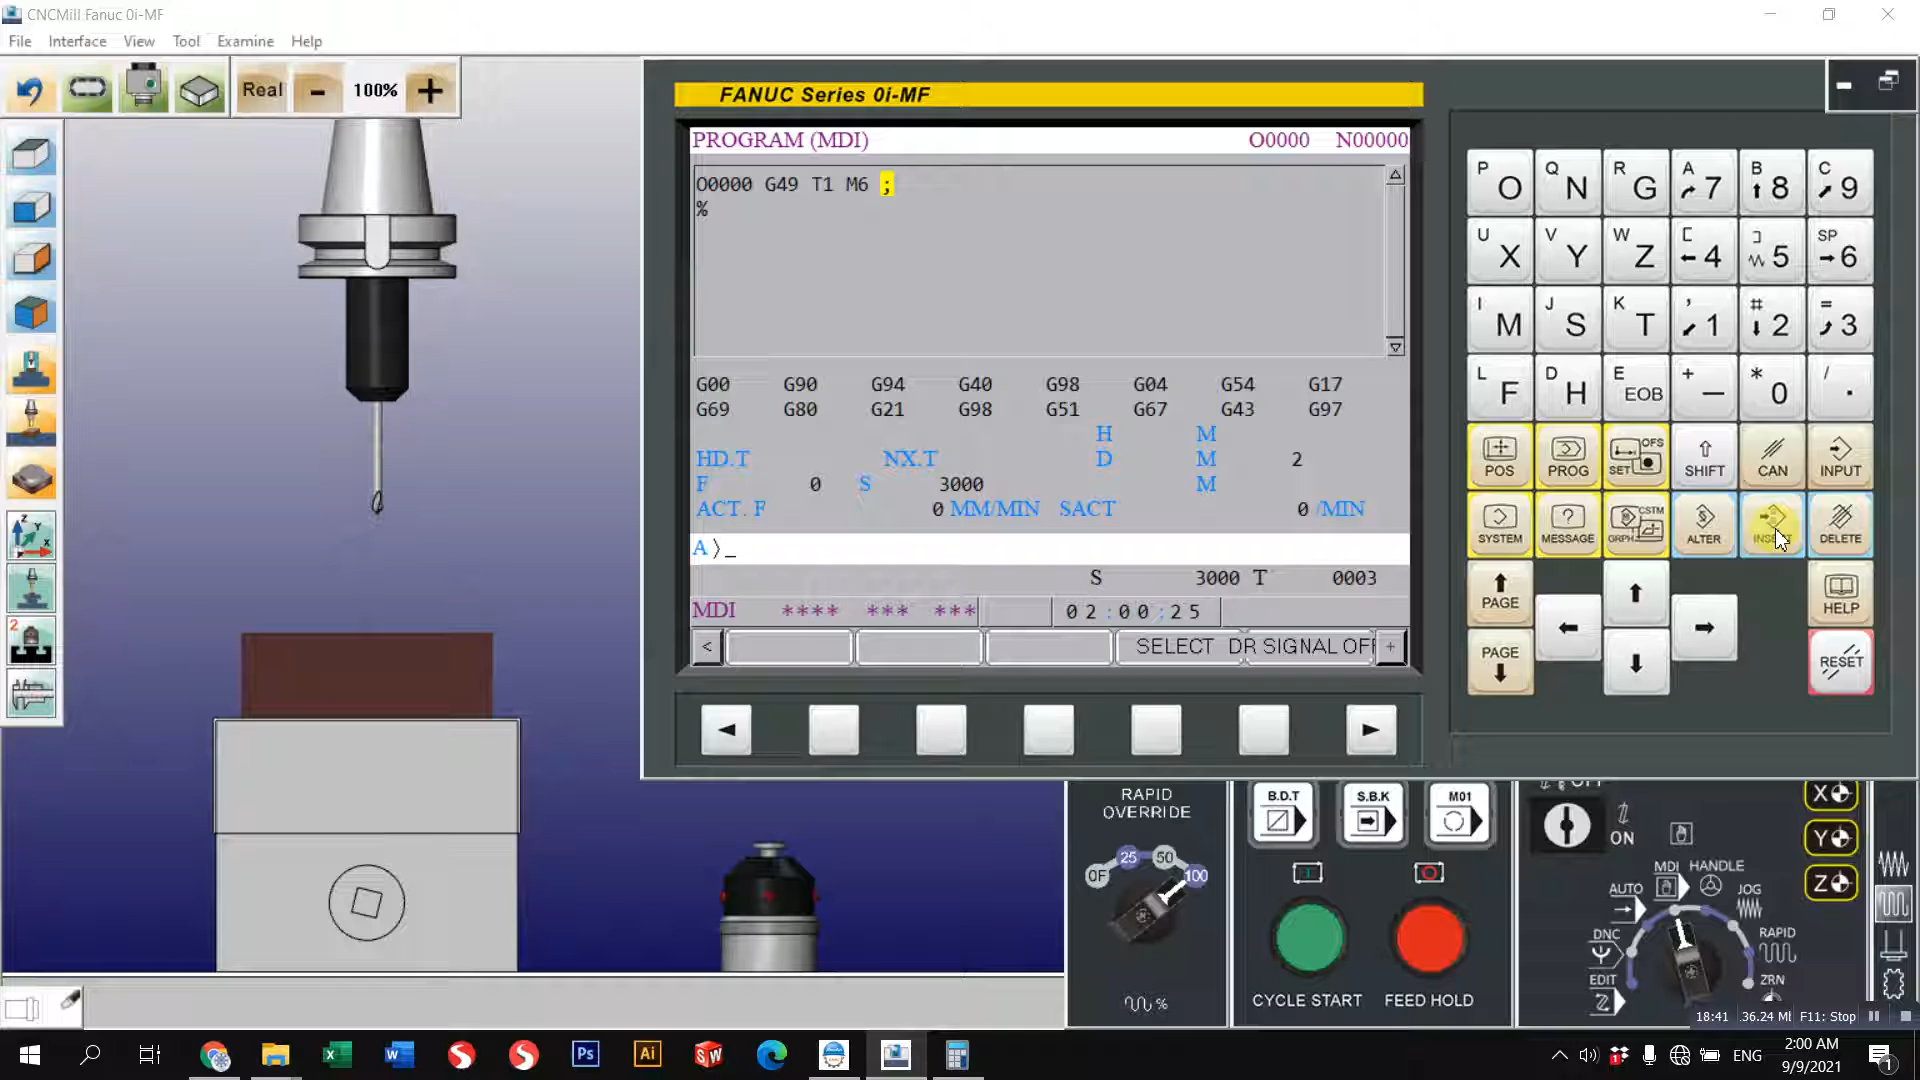 CNCMill Fanuc 0i-MF
File Interface View Tool Examine Help
Real - 100% +
FANUC Series 0i-MF
PROGRAM (MDI) O0000 N00000
O0000 G49 T1 M6 ;
%
G00 G90 G94 G40 G98 G04 G54 G17
G69 G80 G21 G98 G51 G67 G43 G97
H M
HD.T NX.T D M 2
F 0 S 3000 M
ACT. F 0 MM/MIN SACT 0 /MIN
A )_
S 3000 T 0003
MDI **** *** *** 02:00:25
< SELECT DR SIGNAL OF +
P O Q N R G A 7 B 8 C 9
U X V Y W Z [ 4 ] 5 SP 6
I M J S K T , 1 # 2 = 3
L F D H E EOB + - * 0 / .
POS PROG OFS SET SHIFT CAN INPUT
SYSTEM MESSAGE CSTM GRPH ALTER DELETE
PAGE HELP
PAGE RESET
2
RAPID OVERRIDE
0F 25 50 100
%
B.D.T S.B.K M01
CYCLE START FEED HOLD
ON
X
Y
Z
MDI HANDLE
AUTO JOG
DNC RAPID
EDIT ZRN
18:41 F11: Stop
Ps Ai SW
ENG 2:00 AM
9/9/2021
1